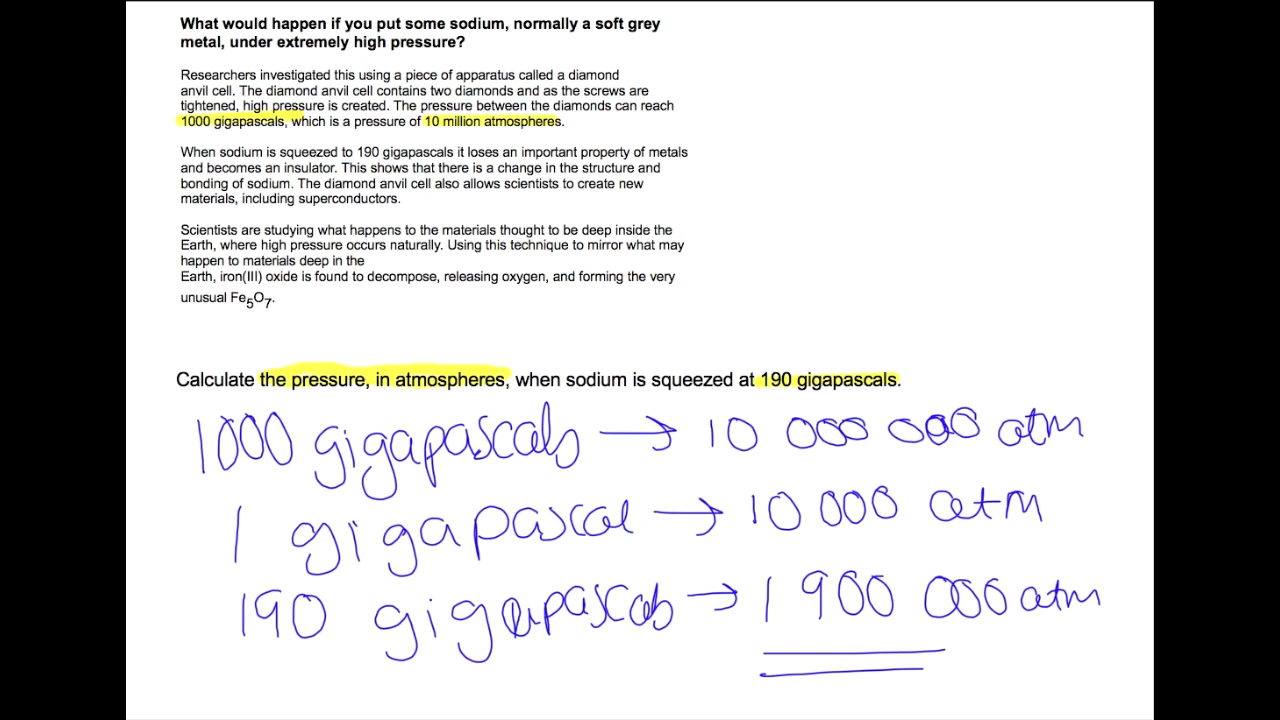 What would happen if you put some sodium, normally a soft grey
metal, under extremely high pressure?
Researchers investigated this using a piece of apparatus called a diamond
anvil cell. The diamond anvil cell contains two diamonds and as the screws are
tightened, high pressure is created. The pressure between the diamonds can reach
1000 gigapascals, which is a pressure of 10 million atmospheres.
When sodium is squeezed to 190 gigapascals it loses an important property of metals
and becomes an insulator. This shows that there is a change in the structure and
bonding of sodium. The diamond anvil cell also allows scientists to create new
materials, including superconductors.
Scientists are studying what happens to the materials thought to be deep inside the
Earth, where high pressure occurs naturally. Using this technique to mirror what may
happen to materials deep in the
Earth, iron(III) oxide is found to decompose, releasing oxygen, and forming the very
unusual Fe₅O₇.
Calculate the pressure, in atmospheres, when sodium is squeezed at 190 gigapascals.
1000 gigapascals → 10 000 000 atm
1 gigapascal → 10 000 atm
190 gigapascals → 1 900 000 atm